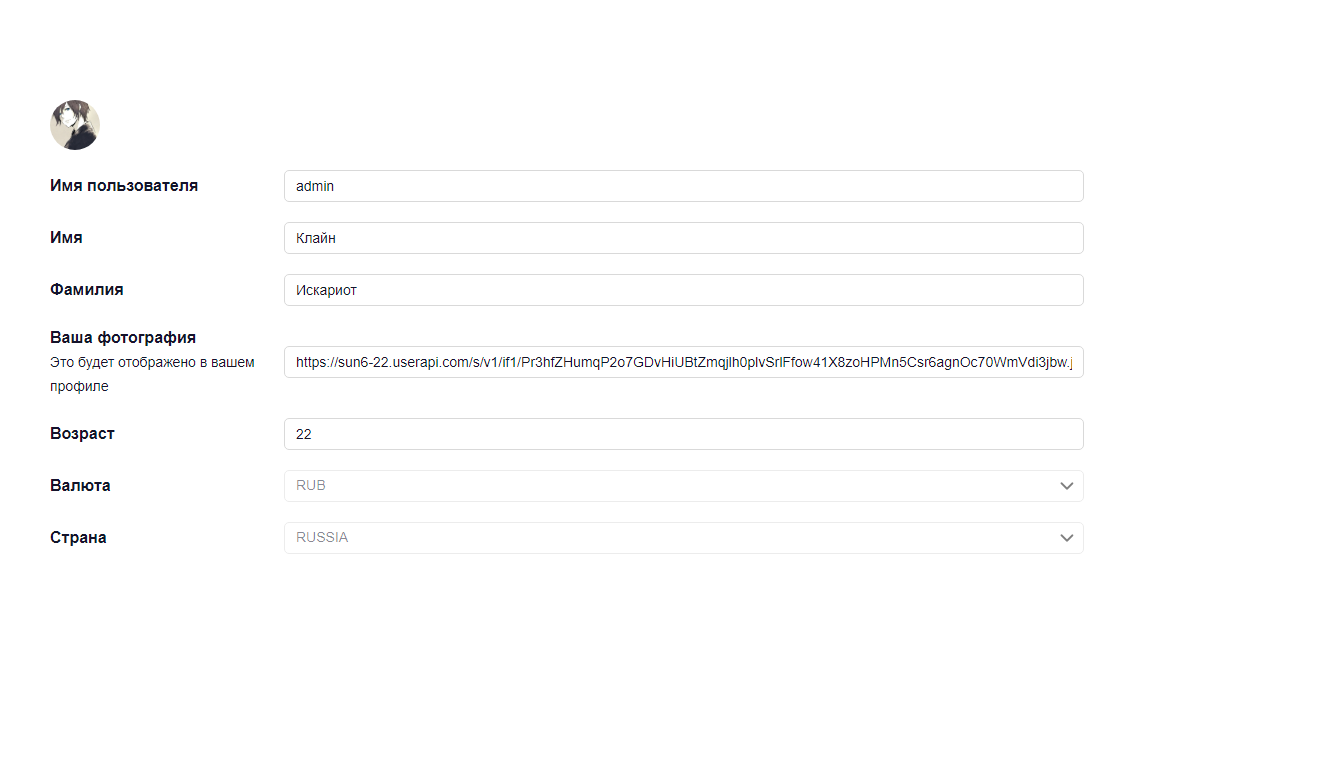 Имя пользователя
admin
Имя
Клайн
Фамилия
Искариот
Ваша фотография
Это будет отображено в вашем
профиле
https://sun6-22.userapi.com/s/v1/if1/Pr3hfZHumqP2o7GDvHiUBtZmqjlh0plvSrlFfow41X8zoHPMn5Csr6agnOc70WmVdi3jbw.j
Возраст
22
Валюта
RUB
Страна
RUSSIA